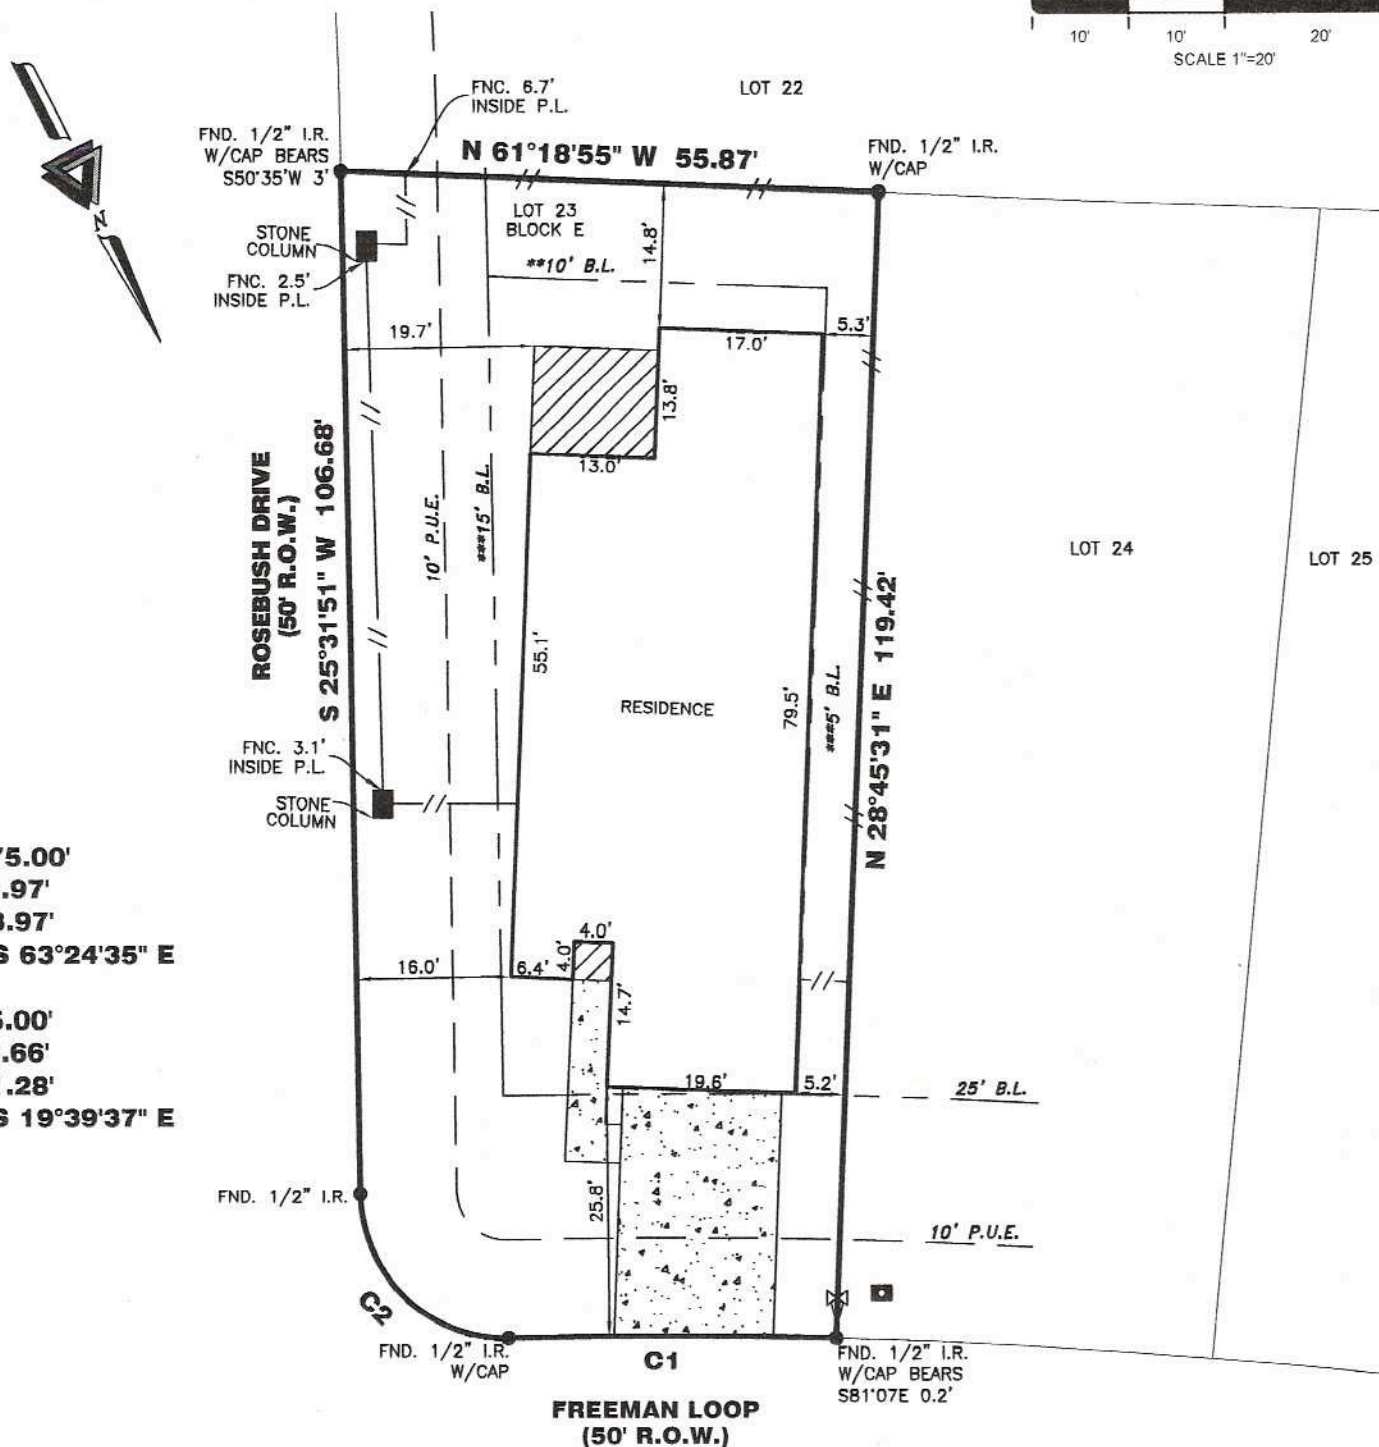 10' 10' 20'
SCALE 1"=20'
LOT 22
FNC. 6.7'
INSIDE P.L.
FND. 1/2" I.R.
W/CAP BEARS
S50°35'W 3'
N 61°18'55" W 55.87'
FND. 1/2" I.R.
W/CAP
N
STONE
COLUMN
LOT 23
BLOCK E
14.8'
**10' B.L.
FNC. 2.5'
INSIDE P.L.
19.7'
17.0'
5.3'
13.8'
13.0'
ROSEBUSH DRIVE
(50' R.O.W.)
S 25°31'51" W 106.68'
10' P.U.E.
***15' B.L.
55.1'
RESIDENCE
79.5'
***5' B.L.
N 28°45'31" E 119.42'
LOT 24
LOT 25
FNC. 3.1'
INSIDE P.L.
STONE
COLUMN
5.00'
.97'
.97'
S 63°24'35" E
.00'
.66'
.28'
S 19°39'37" E
16.0'
6.4'
4.0'
4.0'
14.7'
19.6'
5.2'
25' B.L.
25.8'
FND. 1/2" I.R.
10' P.U.E.
C2
FND. 1/2" I.R.
W/CAP
C1
FND. 1/2" I.R.
W/CAP BEARS
S81°07E 0.2'
FREEMAN LOOP
(50' R.O.W.)